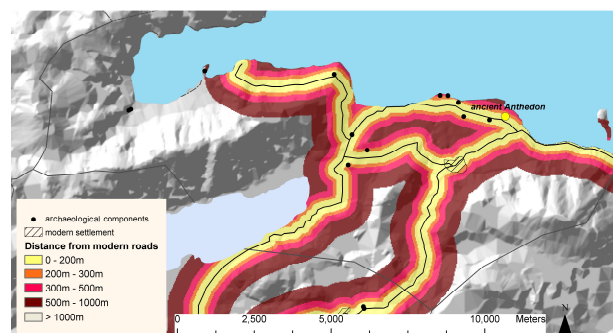 ancient Anthedon
archaeological components
modern settlement
Distance from modern roads
0 - 200m
200m - 300m
300m - 500m
500m - 1000m
> 1000m
0 2,500 5,000 10,000 Meters